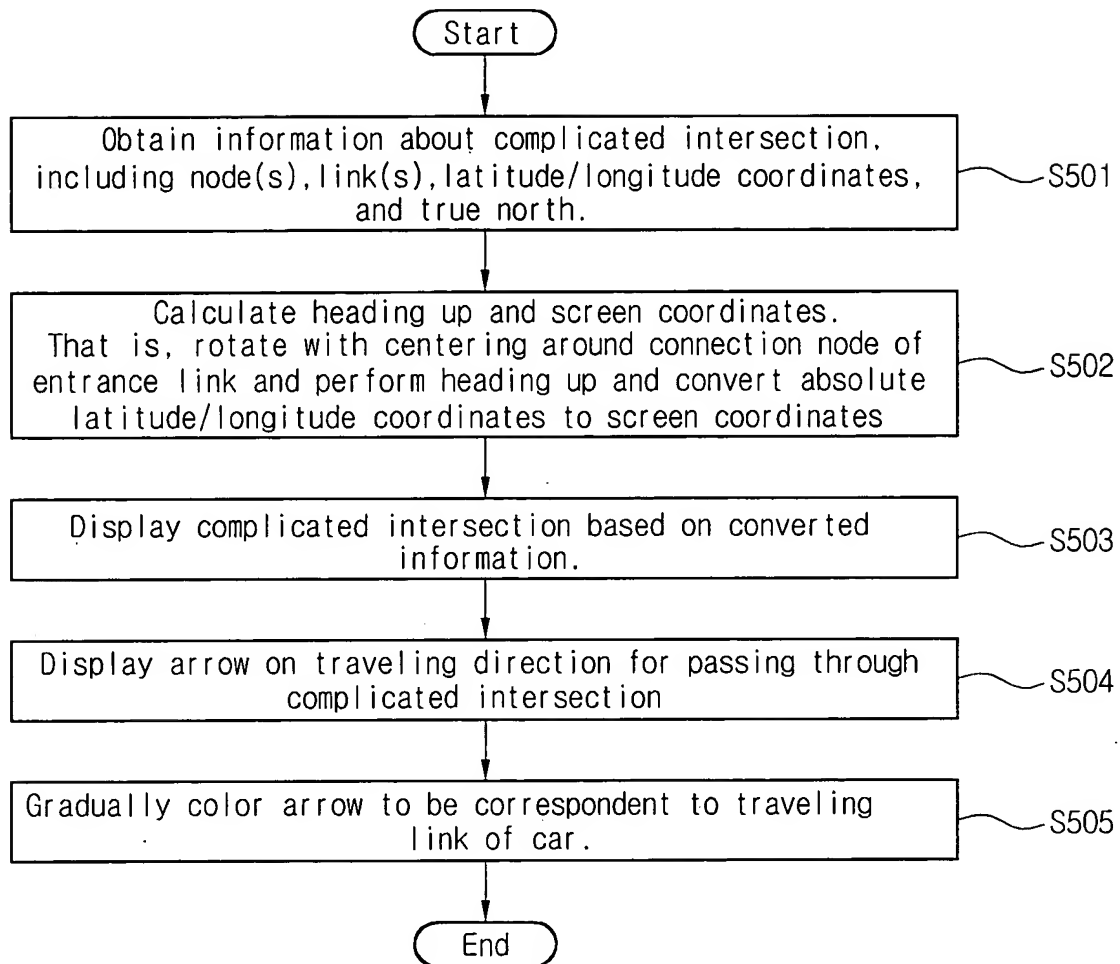 Start
Obtain information about complicated intersection,
including node(s), link(s), latitude/longitude coordinates,
and true north.
S501
Calculate heading up and screen coordinates.
That is, rotate with centering around connection node of
entrance link and perform heading up and convert absolute
latitude/longitude coordinates to screen coordinates
S502
Display complicated intersection based on converted
information.
S503
Display arrow on traveling direction for passing through
complicated intersection
S504
Gradually color arrow to be correspondent to traveling
link of car.
S505
End